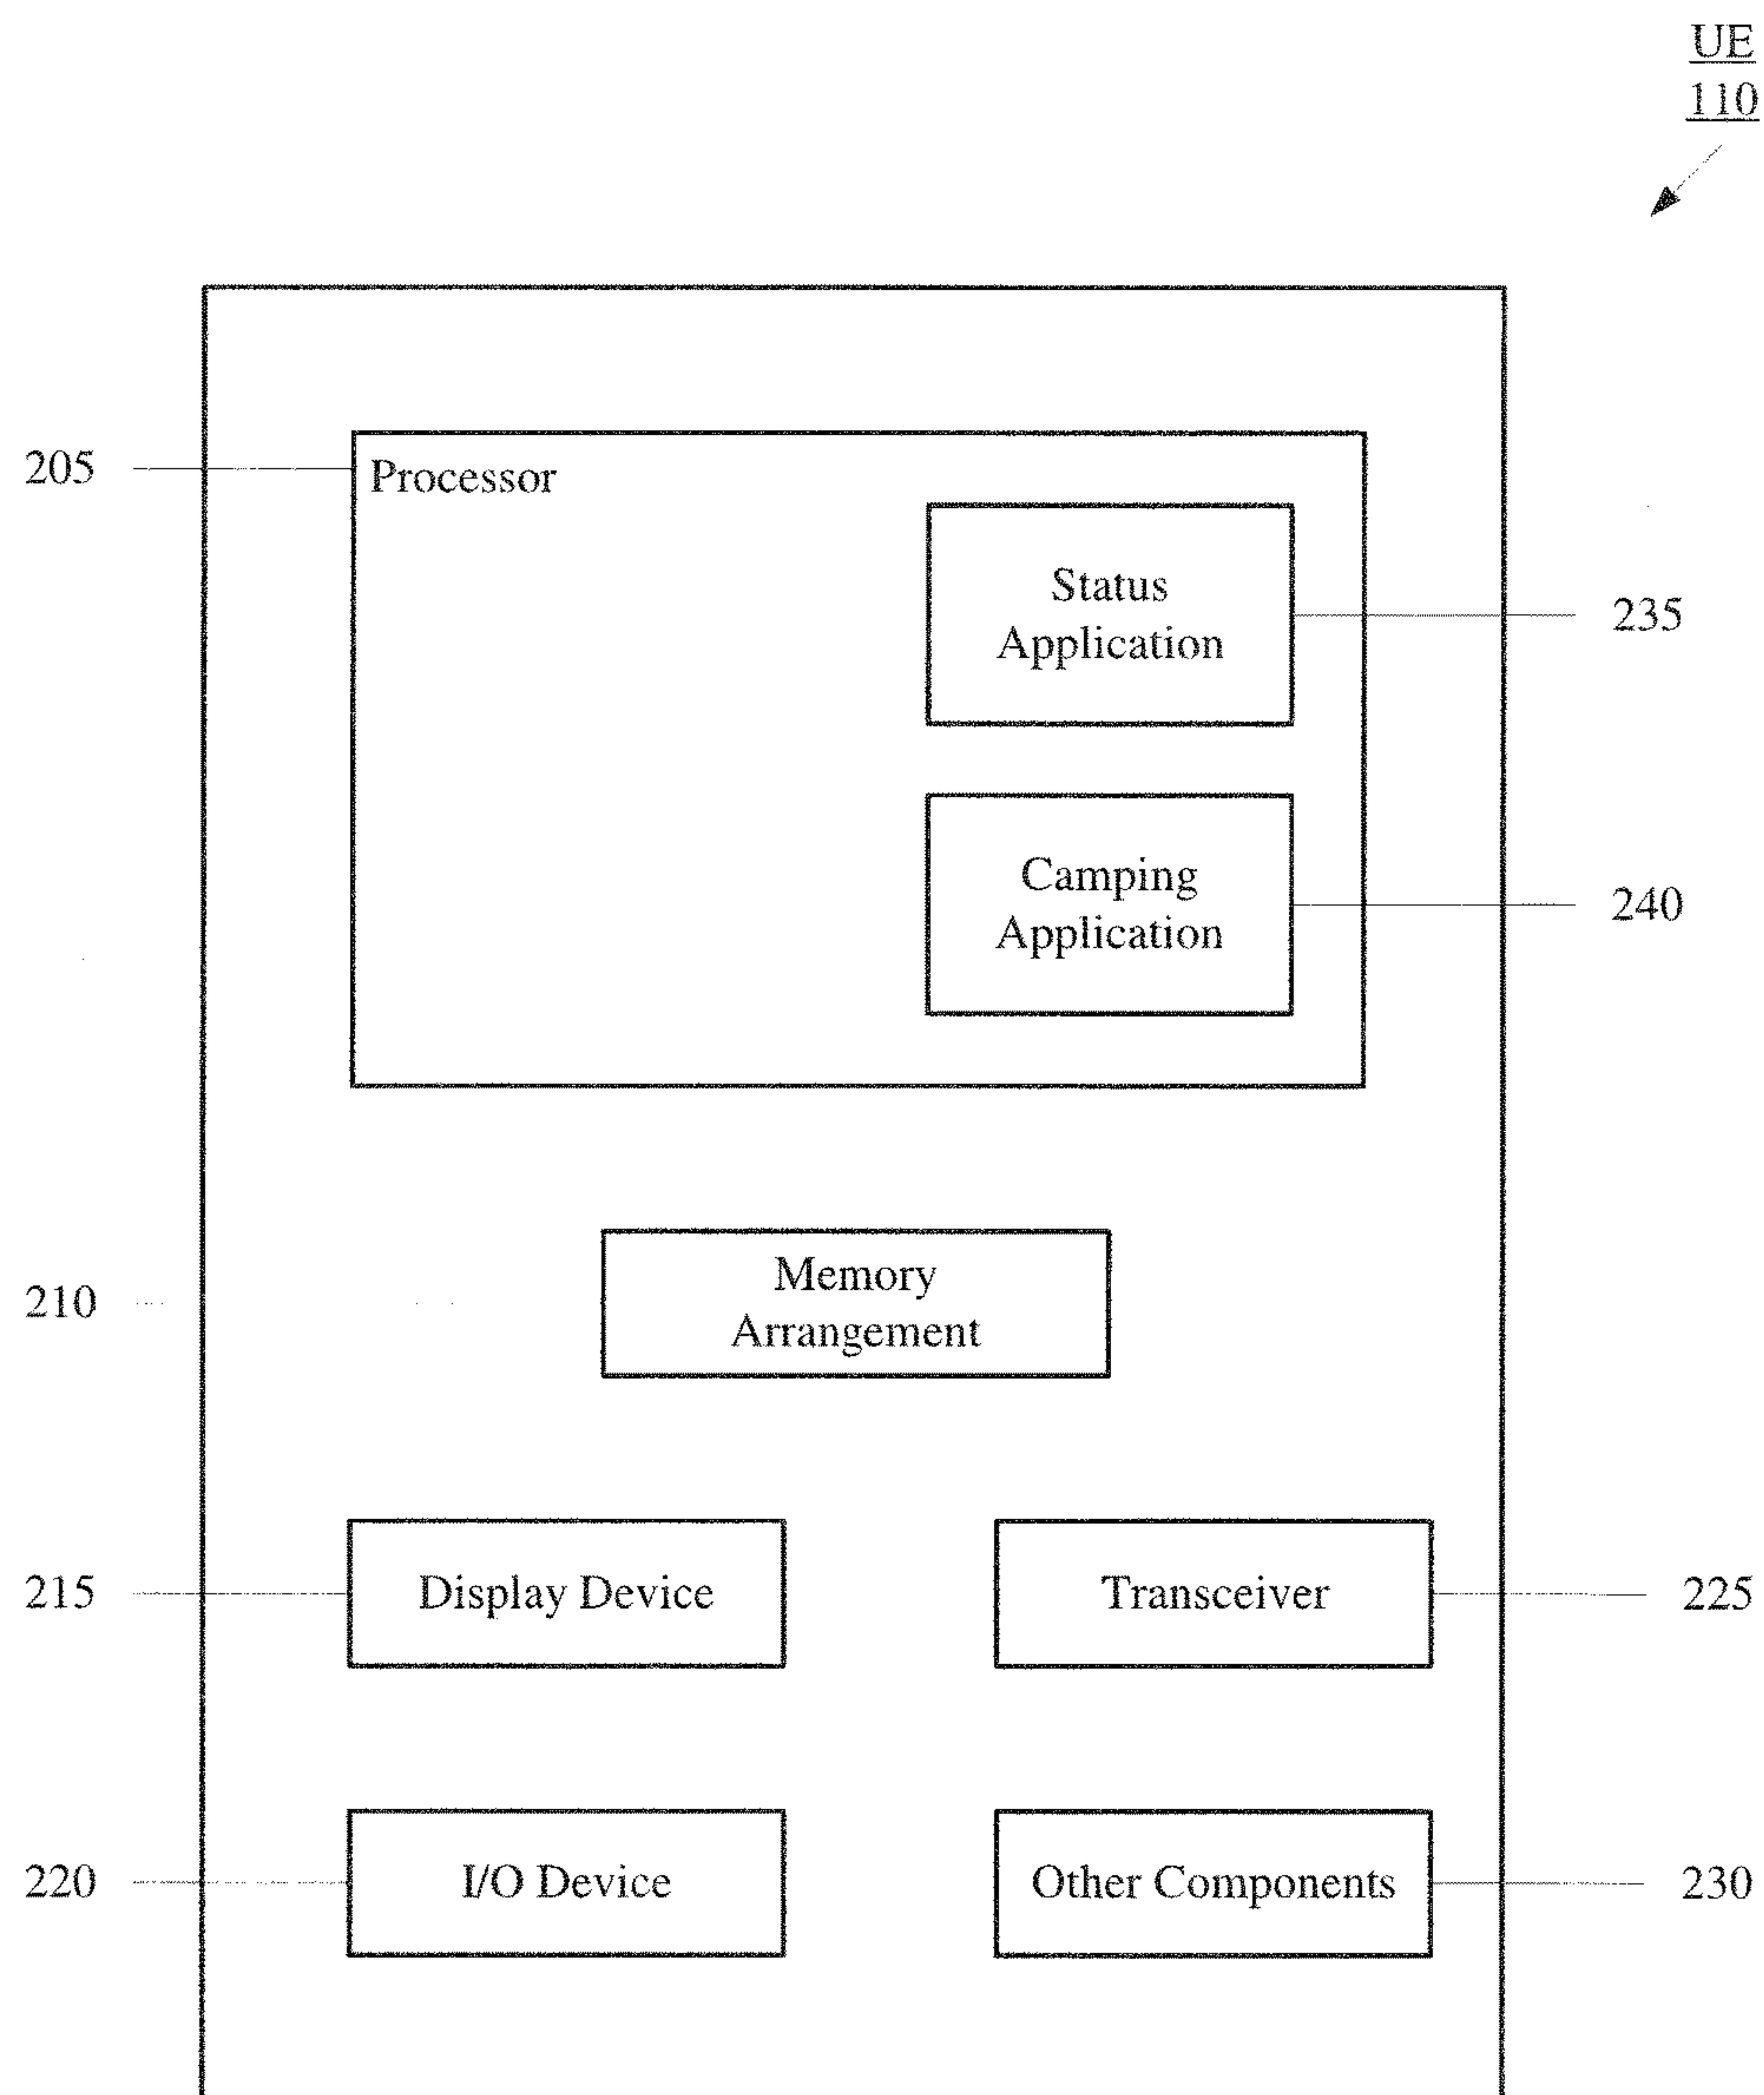 UE
110
205
Processor
Status
Application
235
Camping
Application
240
210
Memory
Arrangement
215
Display Device
Transceiver
225
220
I/O Device
Other Components
230